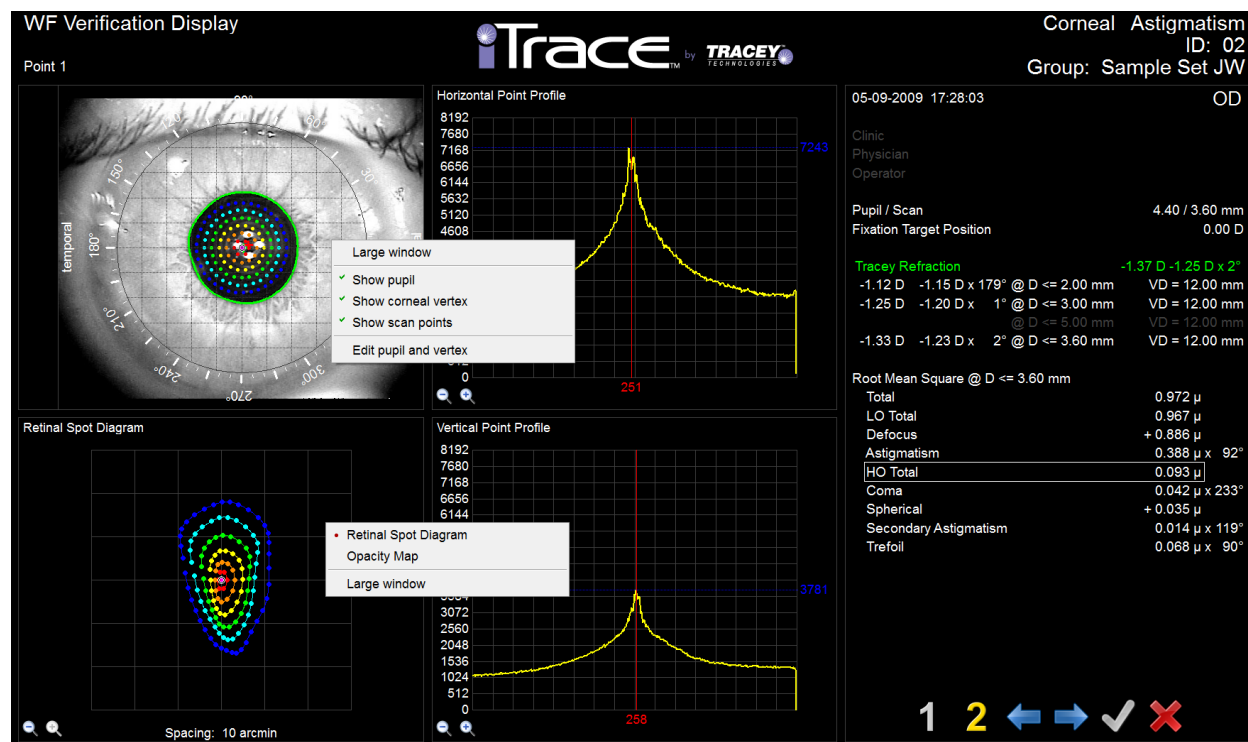 WF Verification Display
Point 1
iTrace TM by TRACEY TECHNOLOGIES
Corneal Astigmatism
ID: 02
Group: Sample Set JW
temporal
60°
30°
150°
180°
210°
240°
270°
300°
Large window
Show pupil
Show corneal vertex
Show scan points
Edit pupil and vertex
Horizontal Point Profile
8192
7680
7168
6656
6144
5632
5120
4608
0
7243
251
Retinal Spot Diagram
Spacing: 10 arcmin
Retinal Spot Diagram
Opacity Map
Large window
Vertical Point Profile
8192
7680
7168
6656
6144
3072
2560
2048
1536
1024
512
0
3781
258
05-09-2009 17:28:03 OD
Clinic
Physician
Operator
Pupil / Scan 4.40 / 3.60 mm
Fixation Target Position 0.00 D
Tracey Refraction -1.37 D -1.25 D x 2°
-1.12 D -1.15 D x 179° @ D <= 2.00 mm VD = 12.00 mm
-1.25 D -1.20 D x 1° @ D <= 3.00 mm VD = 12.00 mm
@ D <= 5.00 mm VD = 12.00 mm
-1.33 D -1.23 D x 2° @ D <= 3.60 mm VD = 12.00 mm
Root Mean Square @ D <= 3.60 mm
Total 0.972 µ
LO Total 0.967 µ
Defocus + 0.886 µ
Astigmatism 0.388 µ x 92°
HO Total 0.093 µ
Coma 0.042 µ x 233°
Spherical + 0.035 µ
Secondary Astigmatism 0.014 µ x 119°
Trefoil 0.068 µ x 90°
1 2